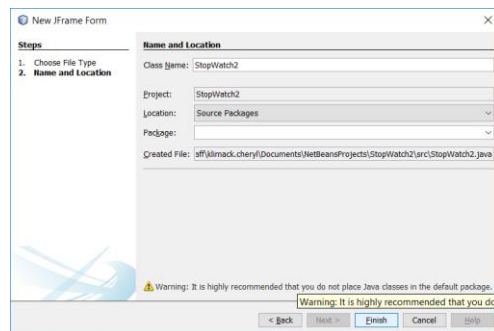 New JFrame Form
Steps
1. Choose File Type
2. Name and Location
Name and Location
Class Name: StopWatch2
Project: StopWatch2
Location: Source Packages
Package:
Created File: aff\klimack.cheryl\Documents\NetBeansProjects\StopWatch2\src\StopWatch2.java
Warning: It is highly recommended that you do not place Java classes in the default package.
Warning: It is highly recommended that you do
< Back Next > Finish Cancel Help